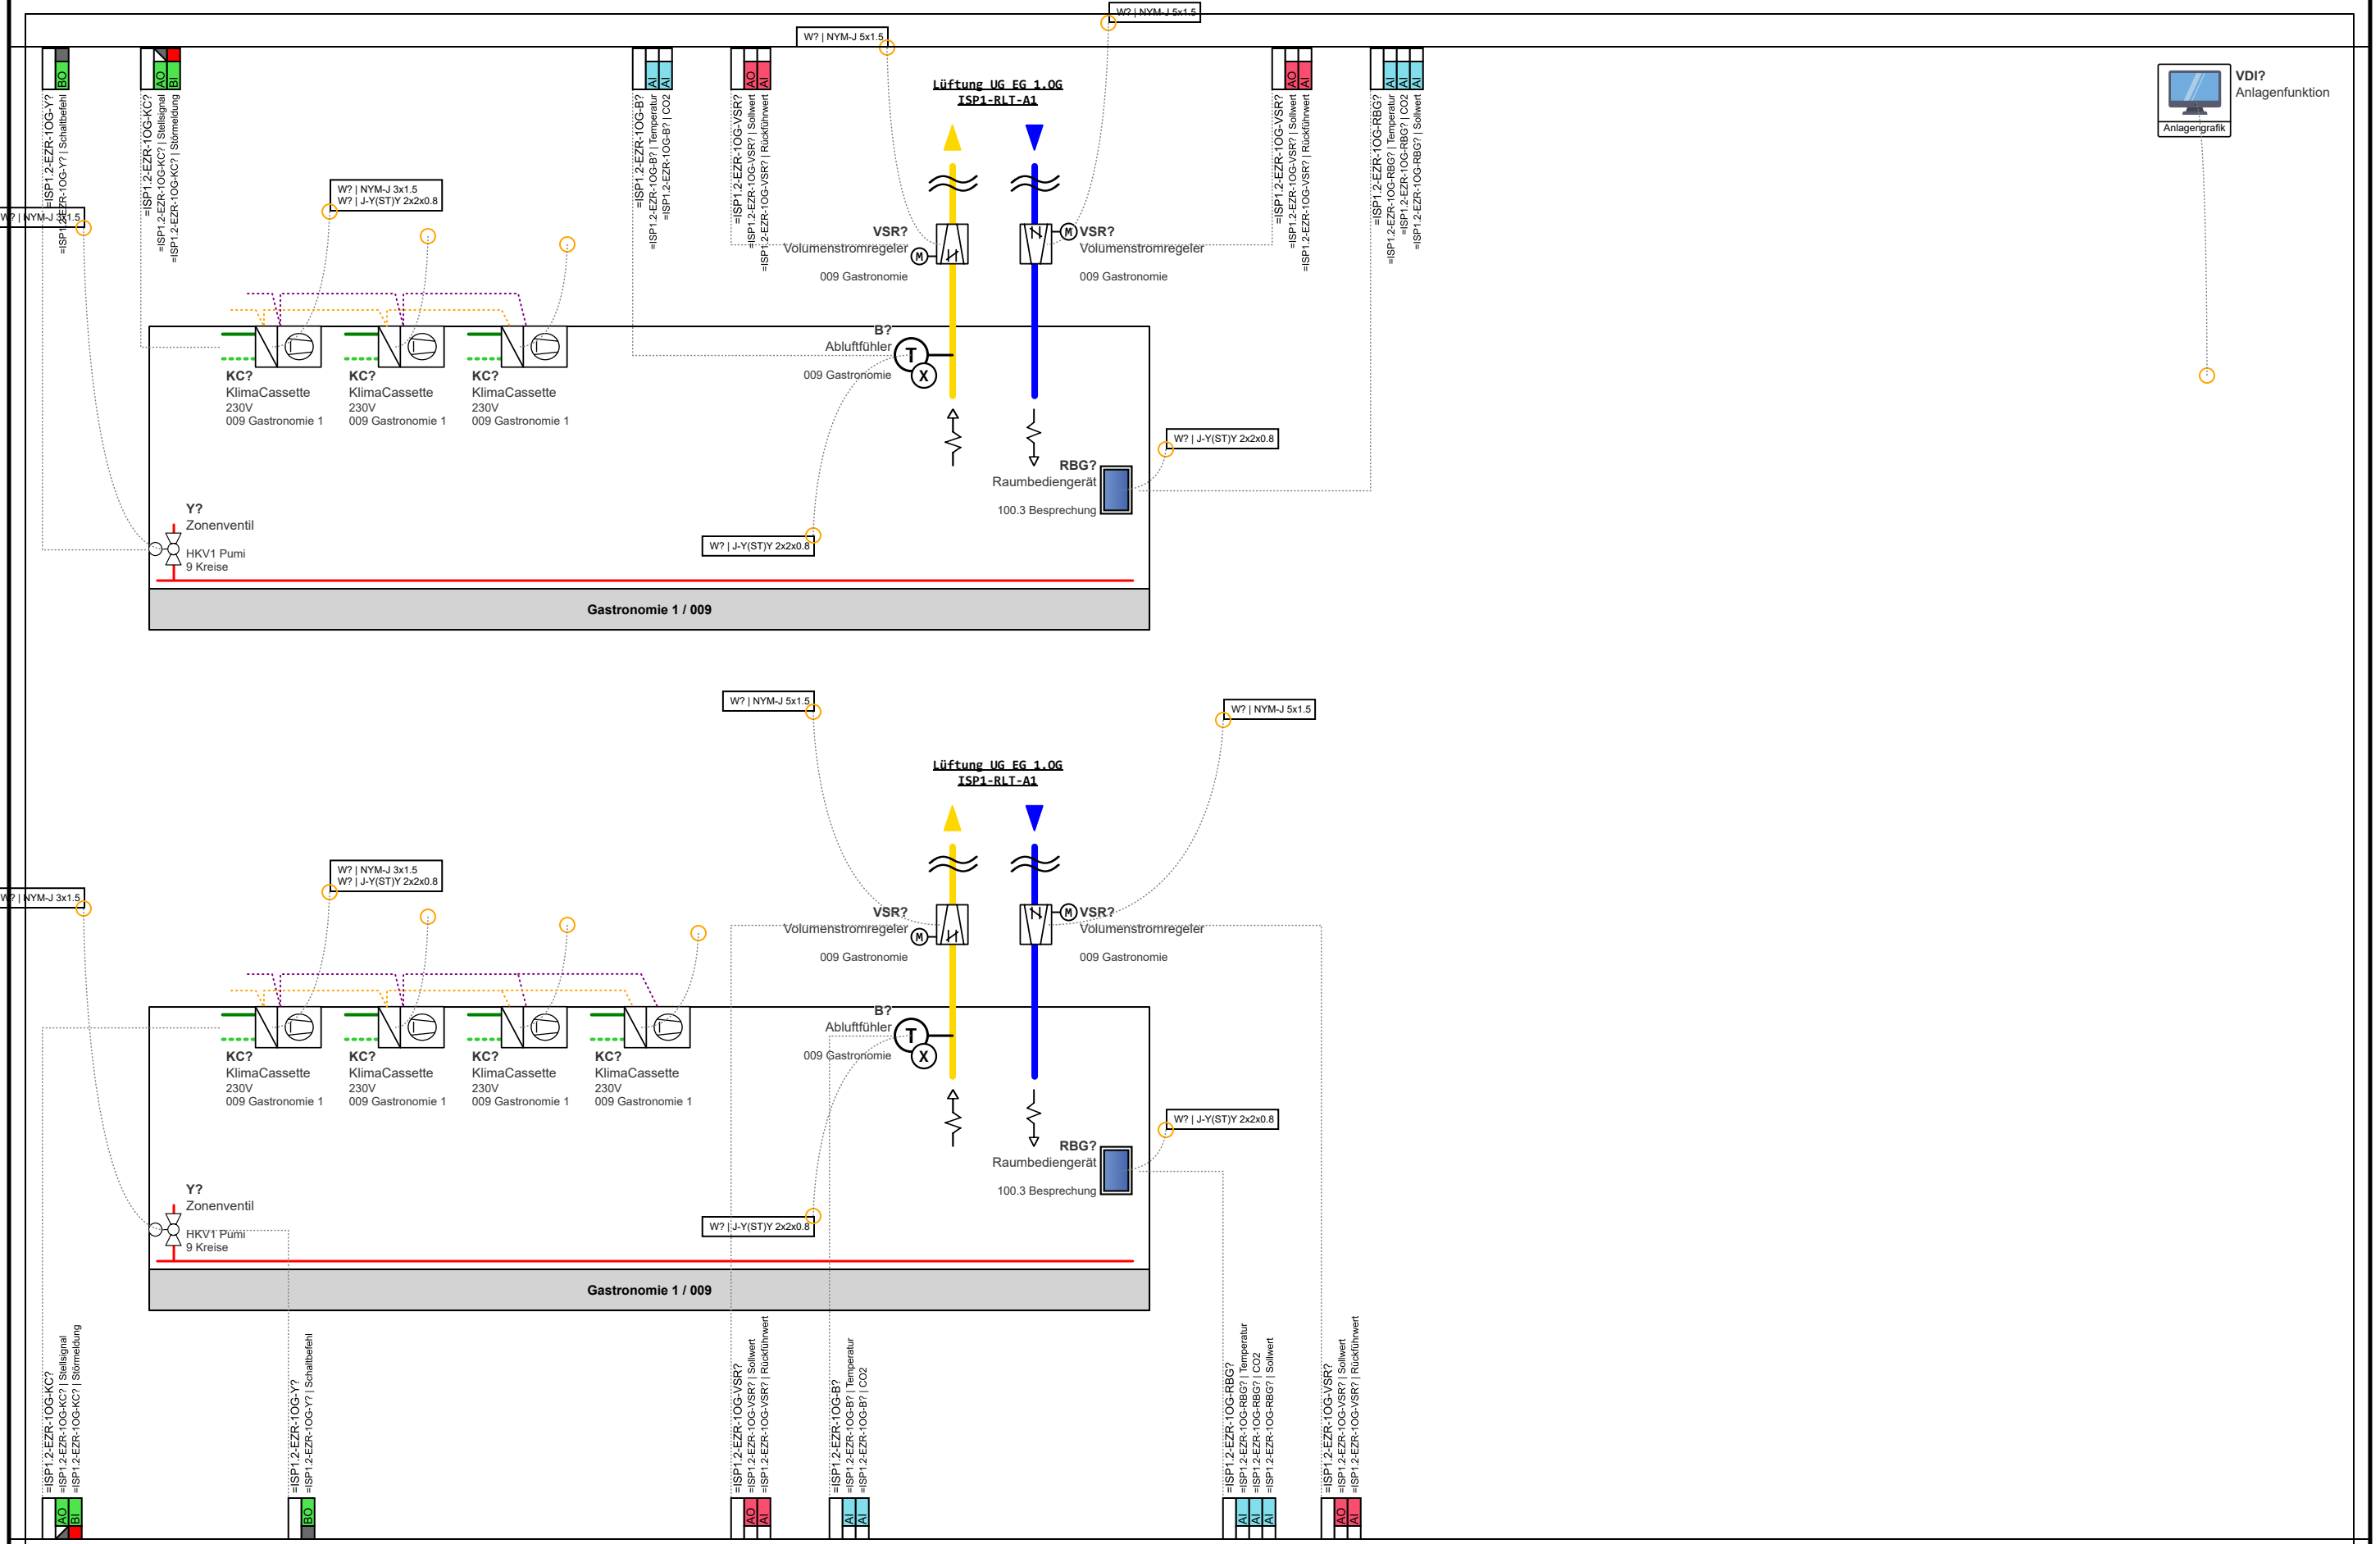 W? | NYM-J 5x1.5
W? | NYM-J 5x1.5
BO
AO
BI
AI
AI
AO
AI
AO
AI
AI
AI
AI
=ISP1.2-EZR-1OG-Y?
=ISP1.2-EZR-1OG-Y? | Schaltbefehl
=ISP1.2-EZR-1OG-KC?
=ISP1.2-EZR-1OG-KC? | Stellsignal
=ISP1.2-EZR-1OG-KC? | Störmeldung
=ISP1.2-EZR-1OG-B?
=ISP1.2-EZR-1OG-B? | Temperatur
=ISP1.2-EZR-1OG-B? | CO2
=ISP1.2-EZR-1OG-VSR?
=ISP1.2-EZR-1OG-VSR? | Sollwert
=ISP1.2-EZR-1OG-VSR? | Rückführwert
Lüftung UG EG 1.OG
ISP1-RLT-A1
=ISP1.2-EZR-1OG-VSR?
=ISP1.2-EZR-1OG-VSR? | Sollwert
=ISP1.2-EZR-1OG-VSR? | Rückführwert
=ISP1.2-EZR-1OG-RBG?
=ISP1.2-EZR-1OG-RBG? | Temperatur
=ISP1.2-EZR-1OG-RBG? | CO2
=ISP1.2-EZR-1OG-RBG? | Sollwert
VDI?
Anlagenfunktion
Anlagengrafik
W? | NYM-J 3x1.5
W? | J-Y(ST)Y 2x2x0.8
W? | NYM-J 3x1.5
VSR?
Volumenstromregeler
009 Gastronomie
M
M
VSR?
Volumenstromregeler
009 Gastronomie
B?
Abluftfühler
009 Gastronomie
T
X
KC?
KlimaCassette
230V
009 Gastronomie 1
KC?
KlimaCassette
230V
009 Gastronomie 1
KC?
KlimaCassette
230V
009 Gastronomie 1
W? | J-Y(ST)Y 2x2x0.8
RBG?
Raumbediengerät
100.3 Besprechung
Y?
Zonenventil
HKV1 Pumi
9 Kreise
W? | J-Y(ST)Y 2x2x0.8
Gastronomie 1 / 009
W? | NYM-J 5x1.5
W? | NYM-J 5x1.5
Lüftung UG EG 1.OG
ISP1-RLT-A1
W? | NYM-J 3x1.5
W? | J-Y(ST)Y 2x2x0.8
W? | NYM-J 3x1.5
VSR?
Volumenstromregeler
009 Gastronomie
M
M
VSR?
Volumenstromregeler
009 Gastronomie
B?
Abluftfühler
009 Gastronomie
T
X
KC?
KlimaCassette
230V
009 Gastronomie 1
KC?
KlimaCassette
230V
009 Gastronomie 1
KC?
KlimaCassette
230V
009 Gastronomie 1
KC?
KlimaCassette
230V
009 Gastronomie 1
W? | J-Y(ST)Y 2x2x0.8
RBG?
Raumbediengerät
100.3 Besprechung
Y?
Zonenventil
HKV1 Pumi
9 Kreise
W? | J-Y(ST)Y 2x2x0.8
Gastronomie 1 / 009
=ISP1.2-EZR-1OG-KC?
=ISP1.2-EZR-1OG-KC? | Stellsignal
=ISP1.2-EZR-1OG-KC? | Störmeldung
=ISP1.2-EZR-1OG-Y?
=ISP1.2-EZR-1OG-Y? | Schaltbefehl
=ISP1.2-EZR-1OG-VSR?
=ISP1.2-EZR-1OG-VSR? | Sollwert
=ISP1.2-EZR-1OG-VSR? | Rückführwert
=ISP1.2-EZR-1OG-B?
=ISP1.2-EZR-1OG-B? | Temperatur
=ISP1.2-EZR-1OG-B? | CO2
=ISP1.2-EZR-1OG-RBG?
=ISP1.2-EZR-1OG-RBG? | Temperatur
=ISP1.2-EZR-1OG-RBG? | CO2
=ISP1.2-EZR-1OG-RBG? | Sollwert
=ISP1.2-EZR-1OG-VSR?
=ISP1.2-EZR-1OG-VSR? | Sollwert
=ISP1.2-EZR-1OG-VSR? | Rückführwert
AO
BI
BO
AO
AI
AI
AI
AI
AI
AI
AO
AI